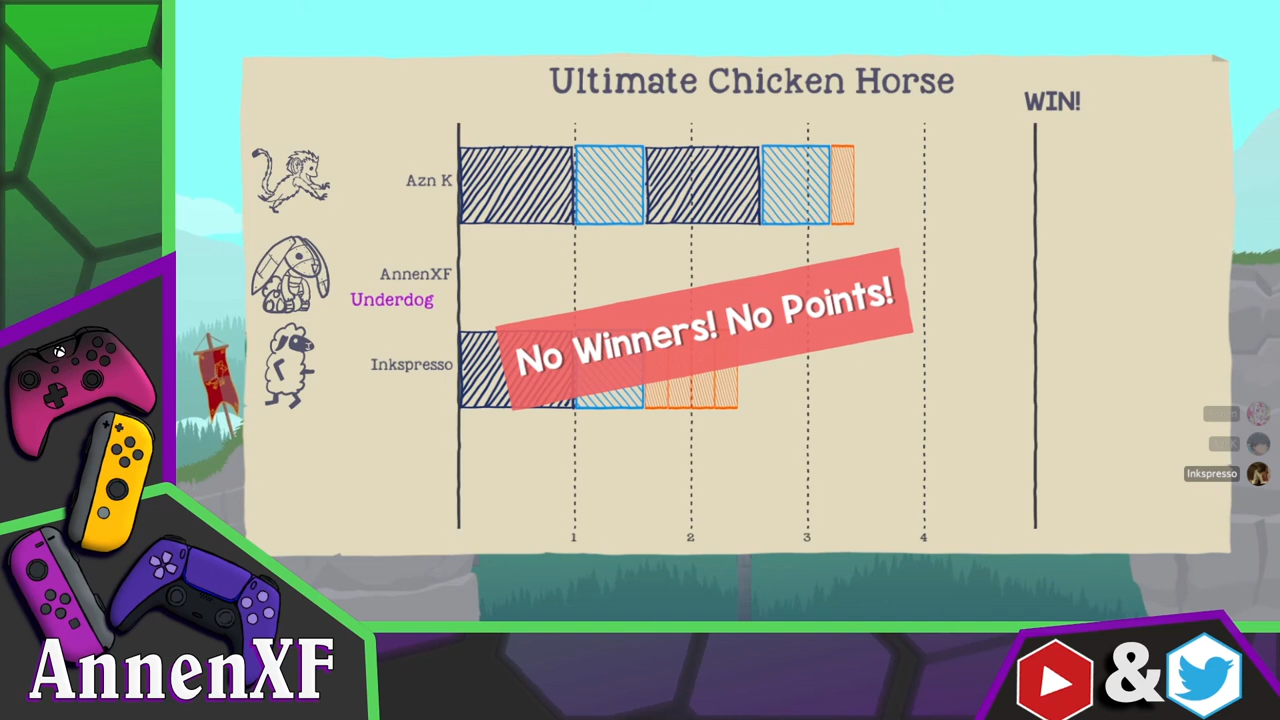 Ultimate Chicken Horse
WIN!
Azn K
AnnenXF
Underdog
No Winners! No Points!
Inkspresso
Inkspresso
1 2 3 4
AnnenXF
&